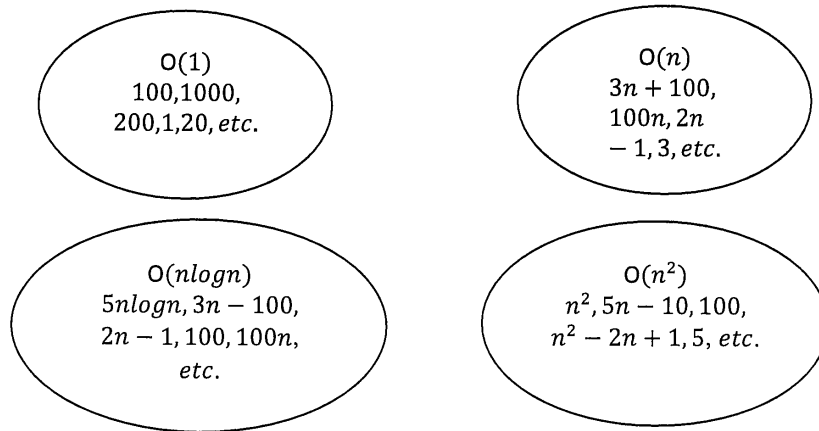 O(1)
100,1000,
200,1,20, etc.
O(n)
3n + 100,
100n, 2n
− 1, 3, etc.
O(nlogn)
5nlogn, 3n − 100,
2n − 1, 100, 100n,
etc.
O(n²)
n², 5n − 10, 100,
n² − 2n + 1, 5, etc.